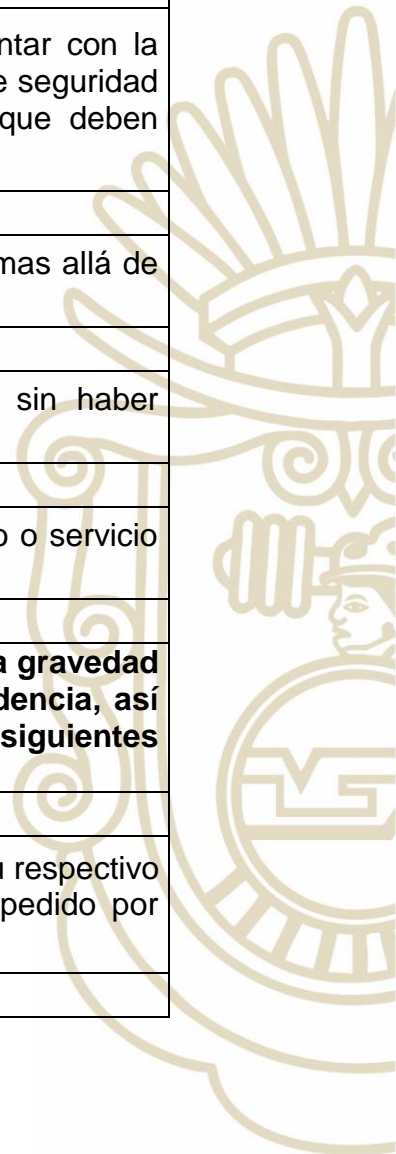 ntar con la
e seguridad
que deben
mas allá de
sin haber
o o servicio
a gravedad
dencia, así
siguientes
u respectivo
pedido por